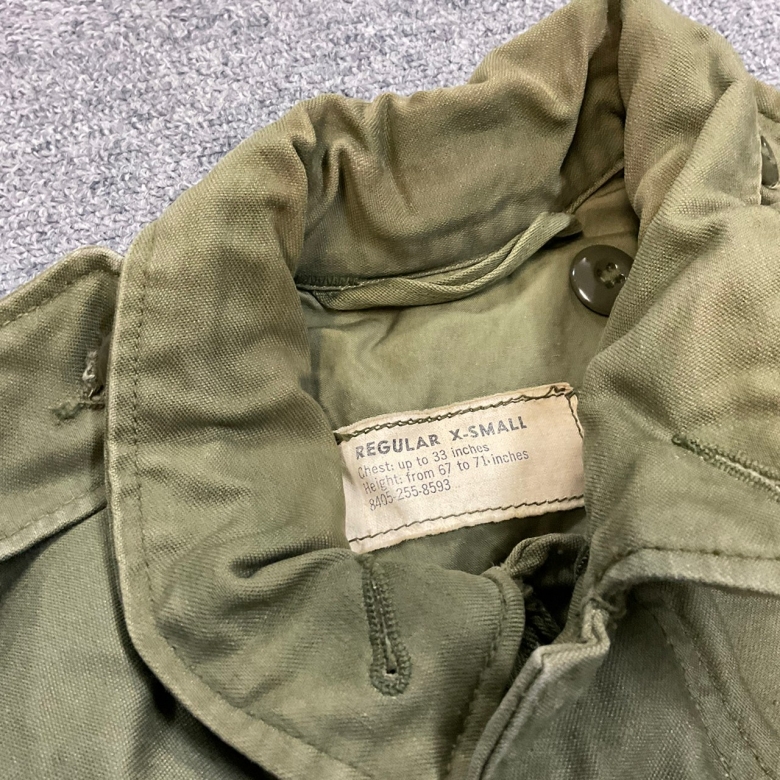 REGULAR X-SMALL
Chest: up to 33 inches
Height: from 67 to 71 inches
8405-255-8593